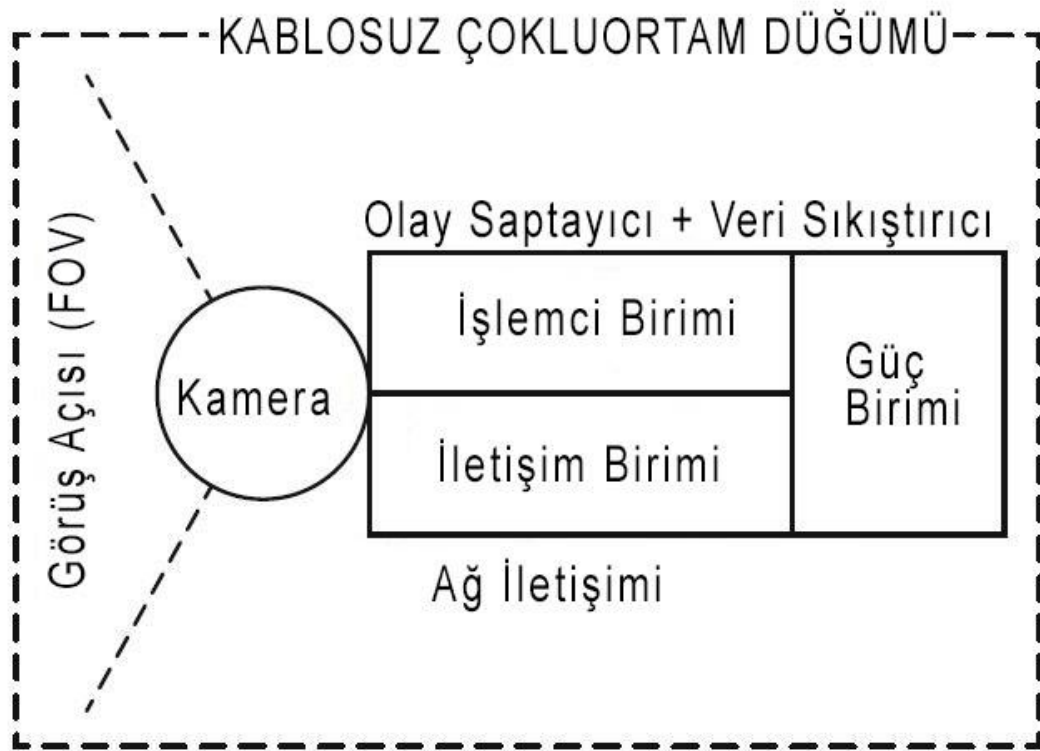 KABLOSUZ ÇOKLUORTAM DÜĞÜMÜ
Görüş Açısı (FOV)
Kamera
Olay Saptayıcı + Veri Sıkıştırıcı
İşlemci Birimi
İletişim Birimi
Güç
Birimi
Ağ İletişimi